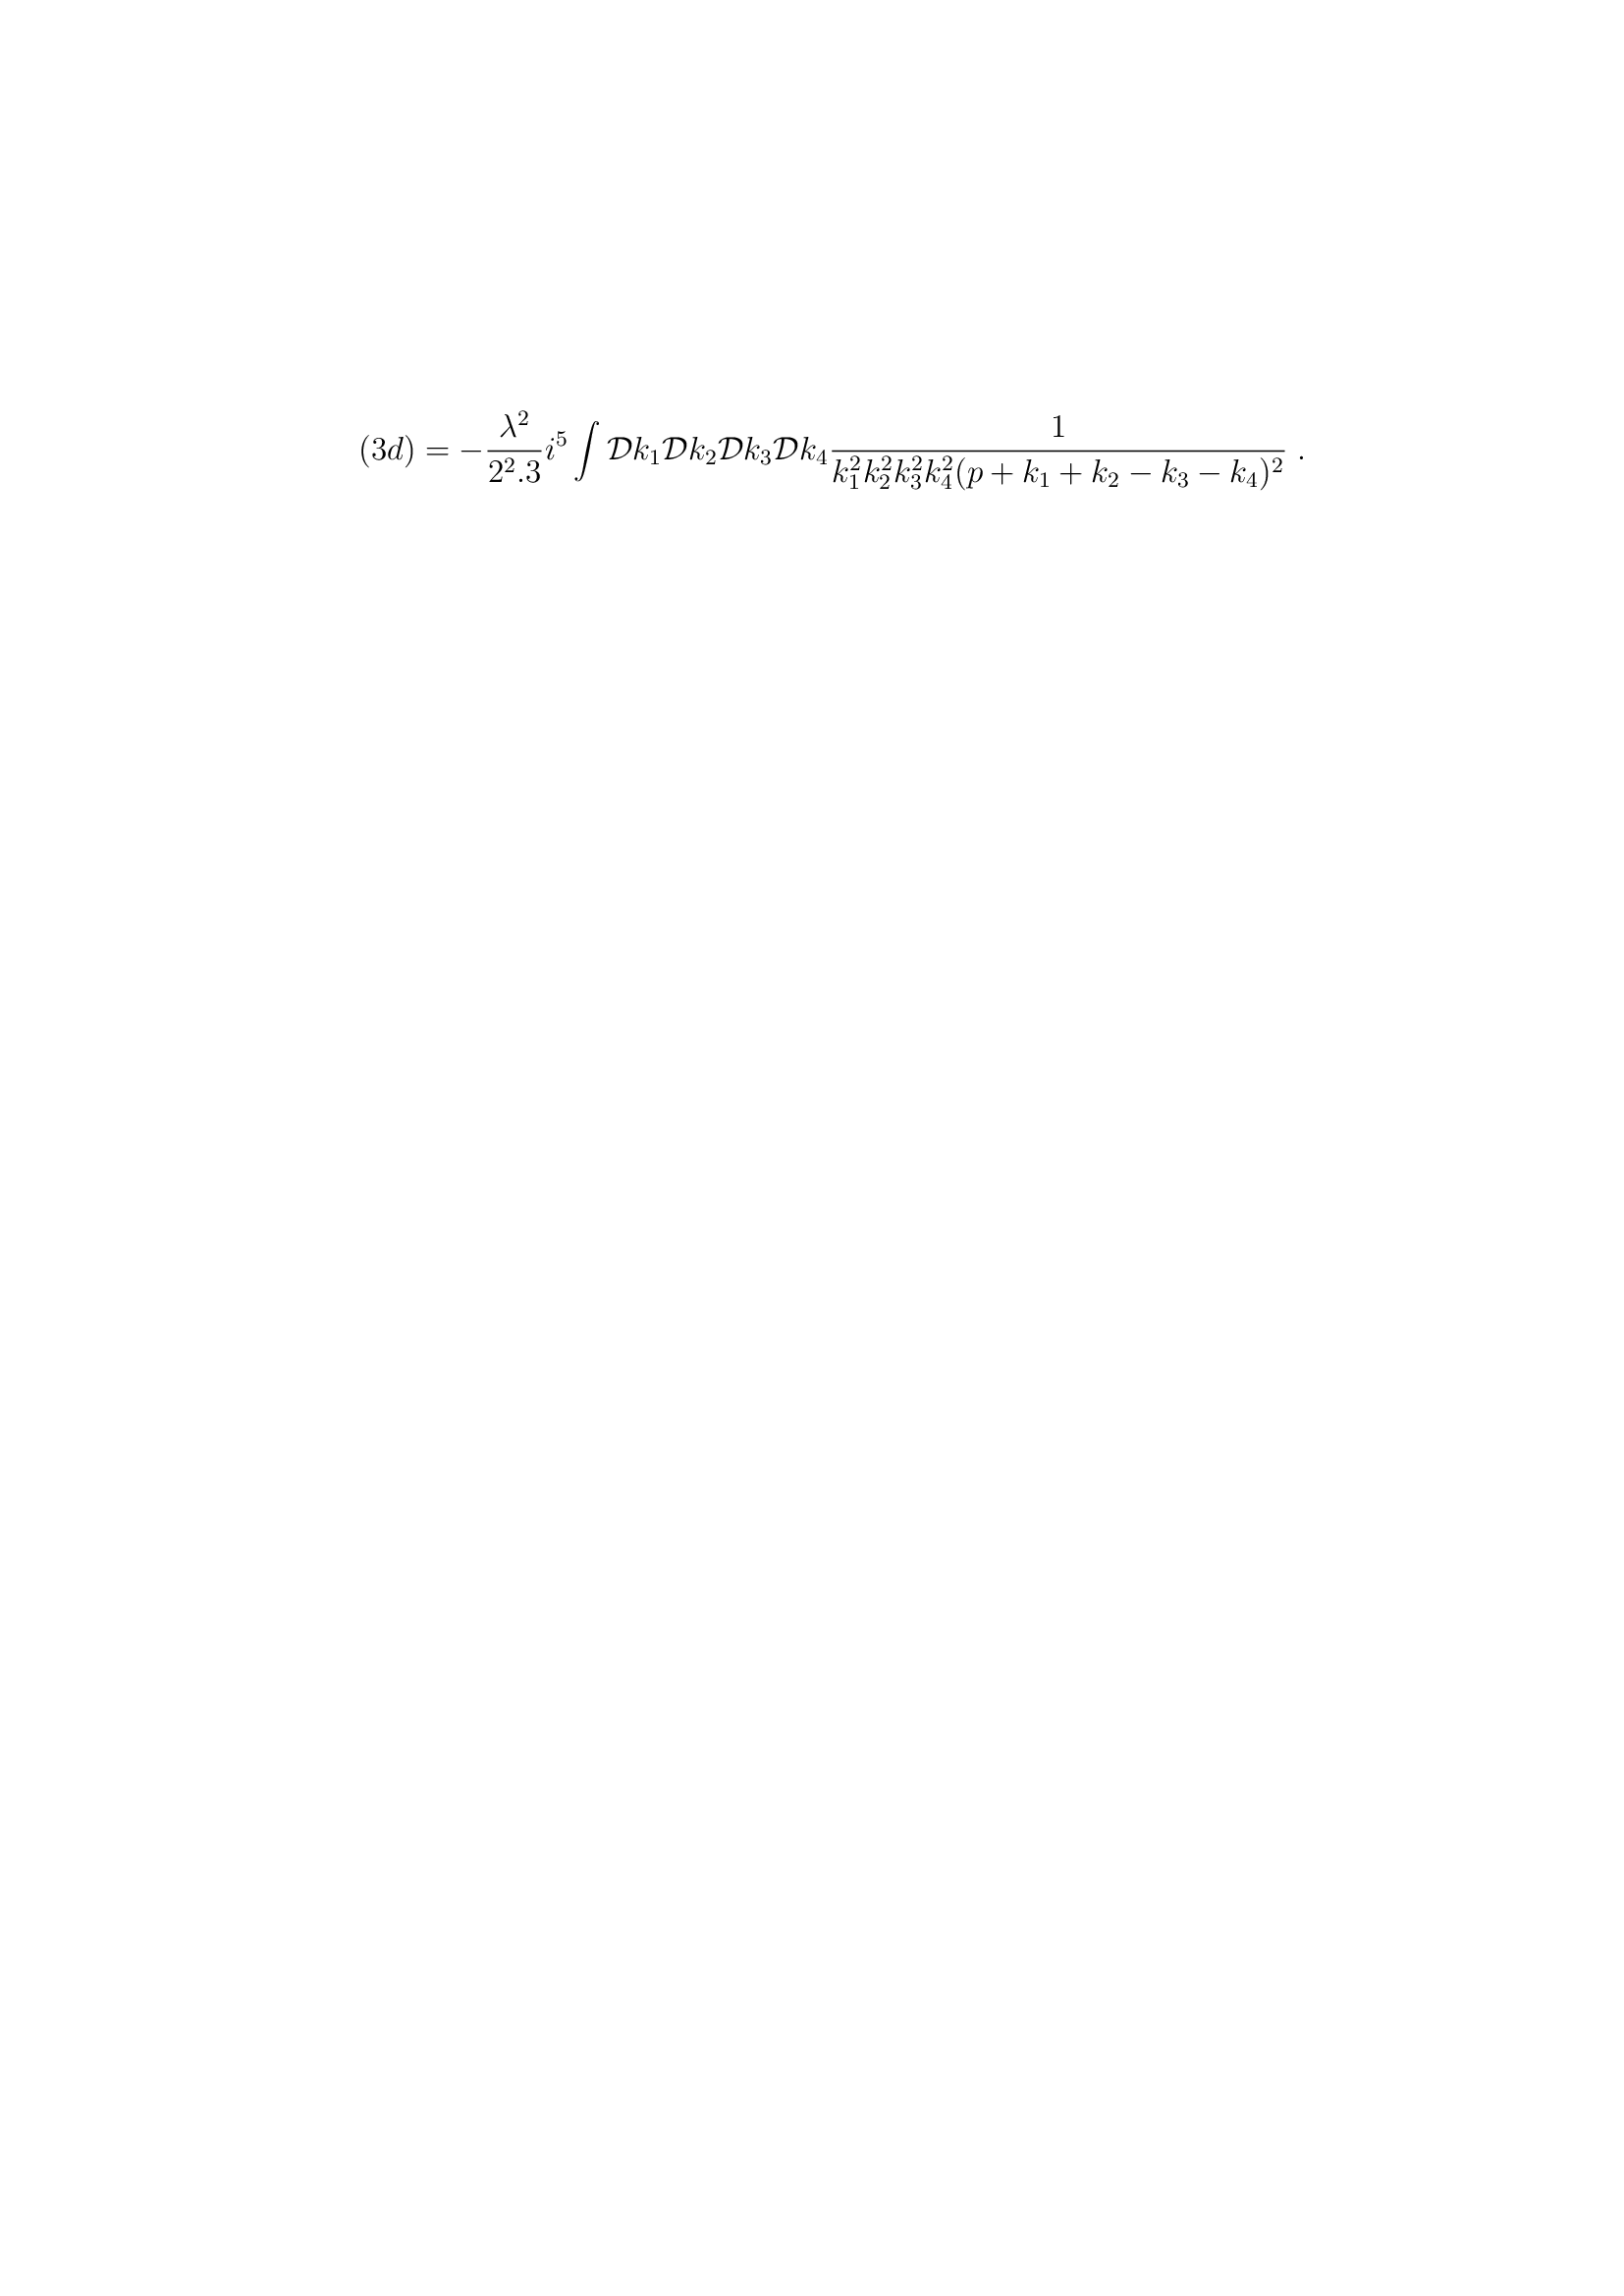 $(3d) = -\frac{\lambda^2}{2^2.3} i^5 \int \mathcal{D}k_1 \mathcal{D}k_2 \mathcal{D}k_3 \mathcal{D}k_4 \frac{1}{k_1^2 k_2^2 k_3^2 k_4^2 (p + k_1 + k_2 - k_3 - k_4)^2} \ .$